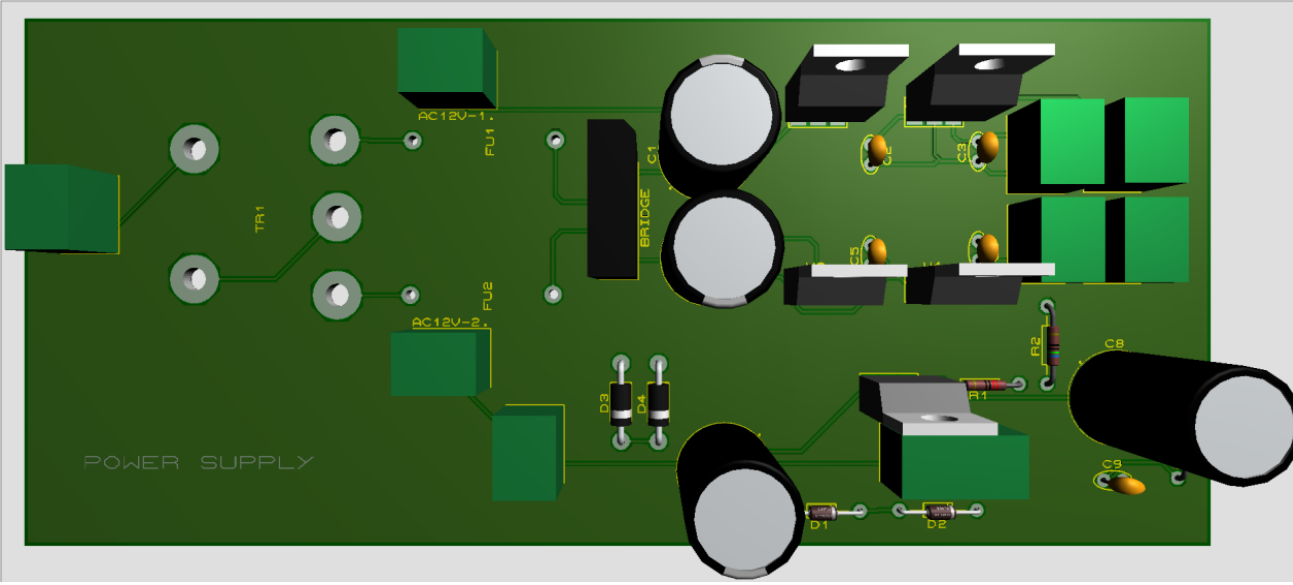 AC12V-1.
FU1
C1
C2
C3
TR1
BRIDGE
C5
FU2
AC12V-2.
R2
C8
D3
D4
R1
POWER SUPPLY
C9
D1
D2